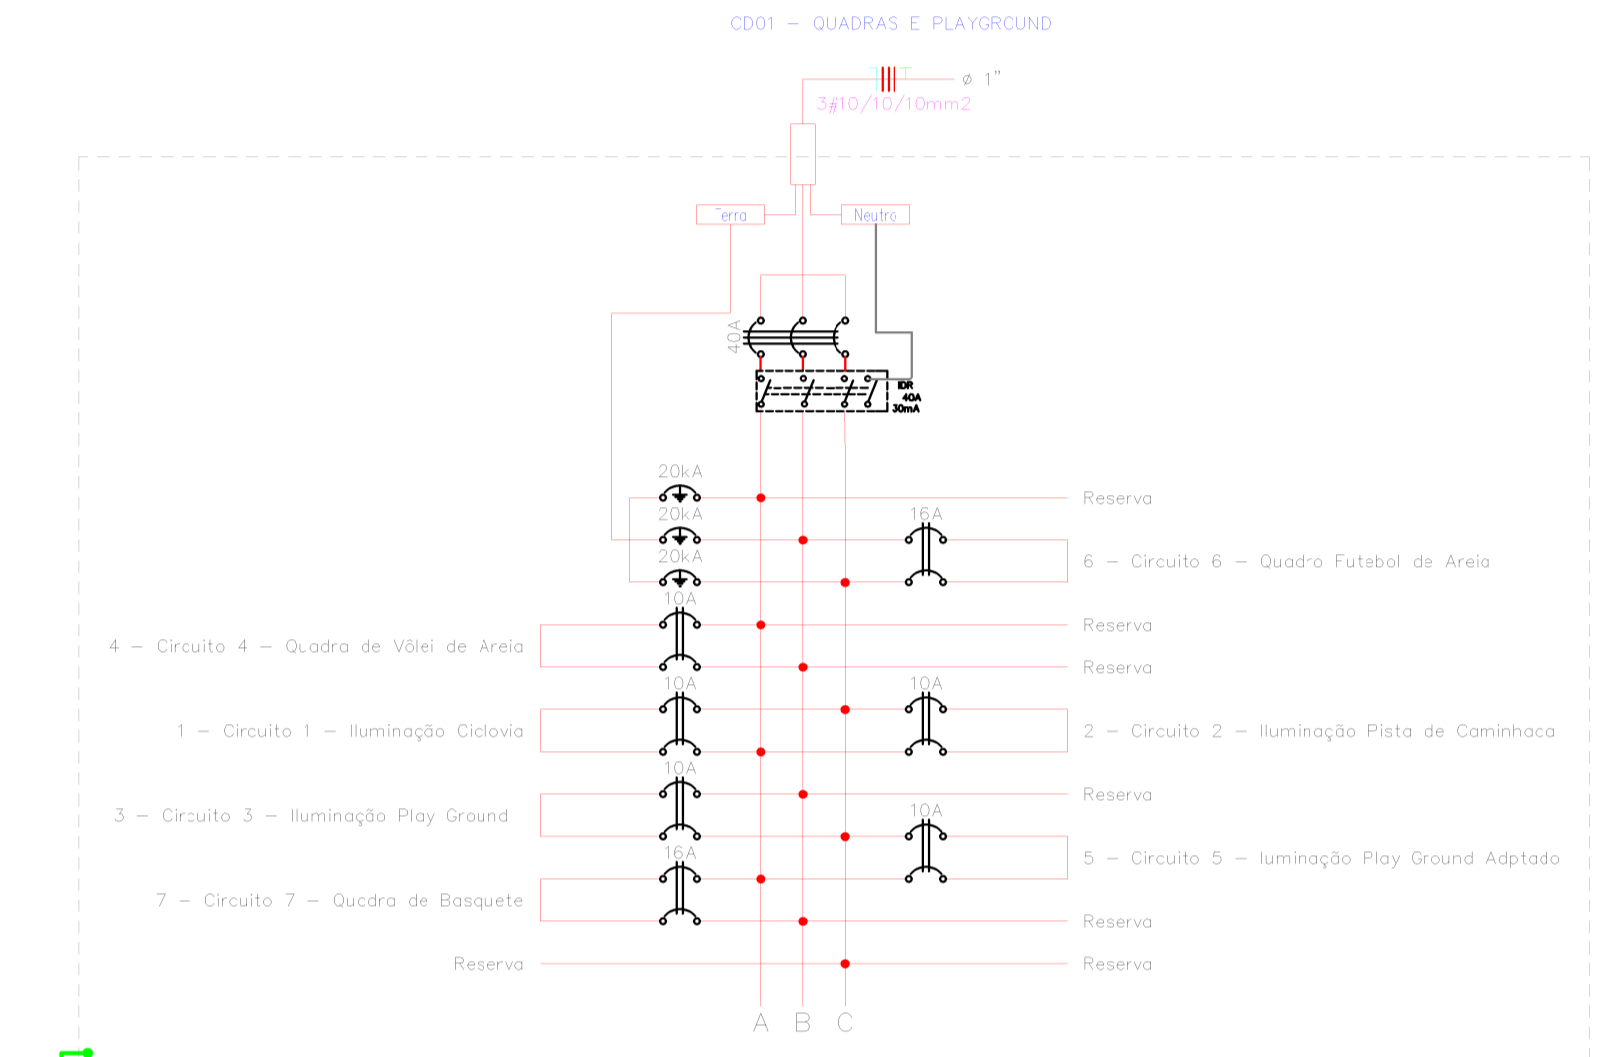 CD01 - QUADRAS E PLAYGROUND
ø 1"
3#10/10/10mm2
Terra
Neutro
40A
IDR
40A
30mA
20kA
Reserva
20kA
16A
6 - Circuito 6 - Quadro Futebol de Areia
20kA
10A
Reserva
4 - Circuito 4 - Quadra de Vôlei de Areia
Reserva
10A
10A
1 - Circuito 1 - Iluminação Ciclovia
2 - Circuito 2 - Iluminação Pista de Caminhaca
10A
Reserva
3 - Circuito 3 - Iluminação Play Ground
10A
16A
5 - Circuito 5 - luminação Play Ground Adptado
7 - Circuito 7 - Quadra de Basquete
Reserva
Reserva
Reserva
A B C